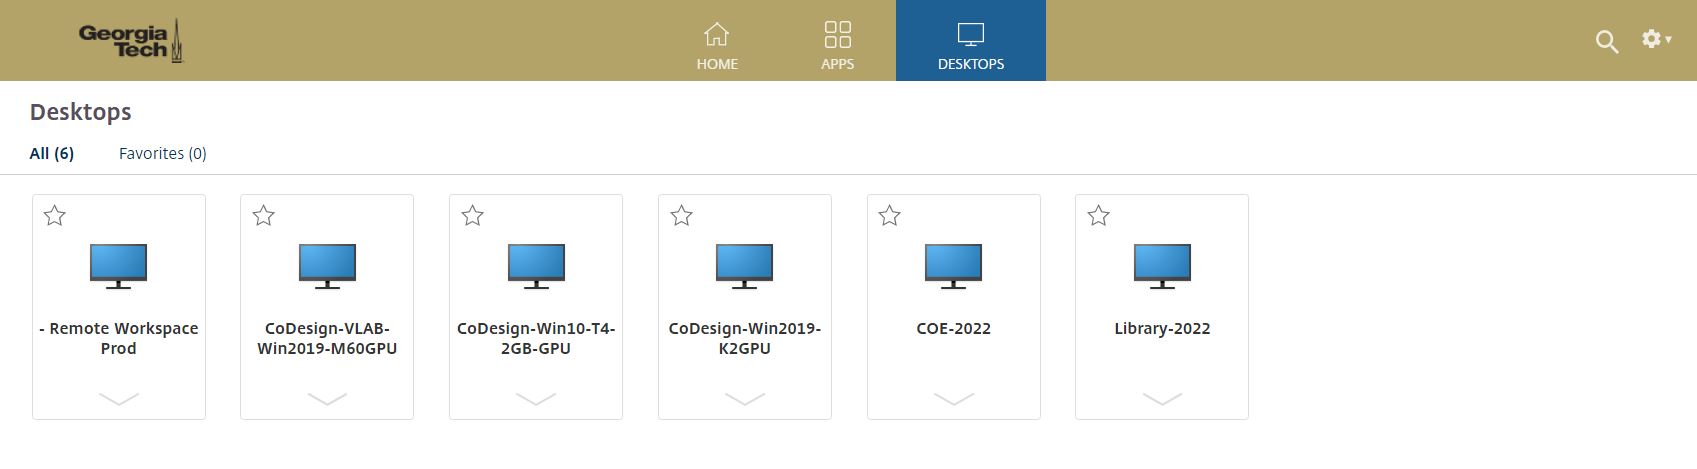 Georgia
Tech
HOME
APPS
DESKTOPS
Desktops
All (6)
Favorites (0)
- Remote Workspace
Prod
CoDesign-VLAB-
Win2019-M60GPU
CoDesign-Win10-T4-
2GB-GPU
CoDesign-Win2019-
K2GPU
COE-2022
Library-2022